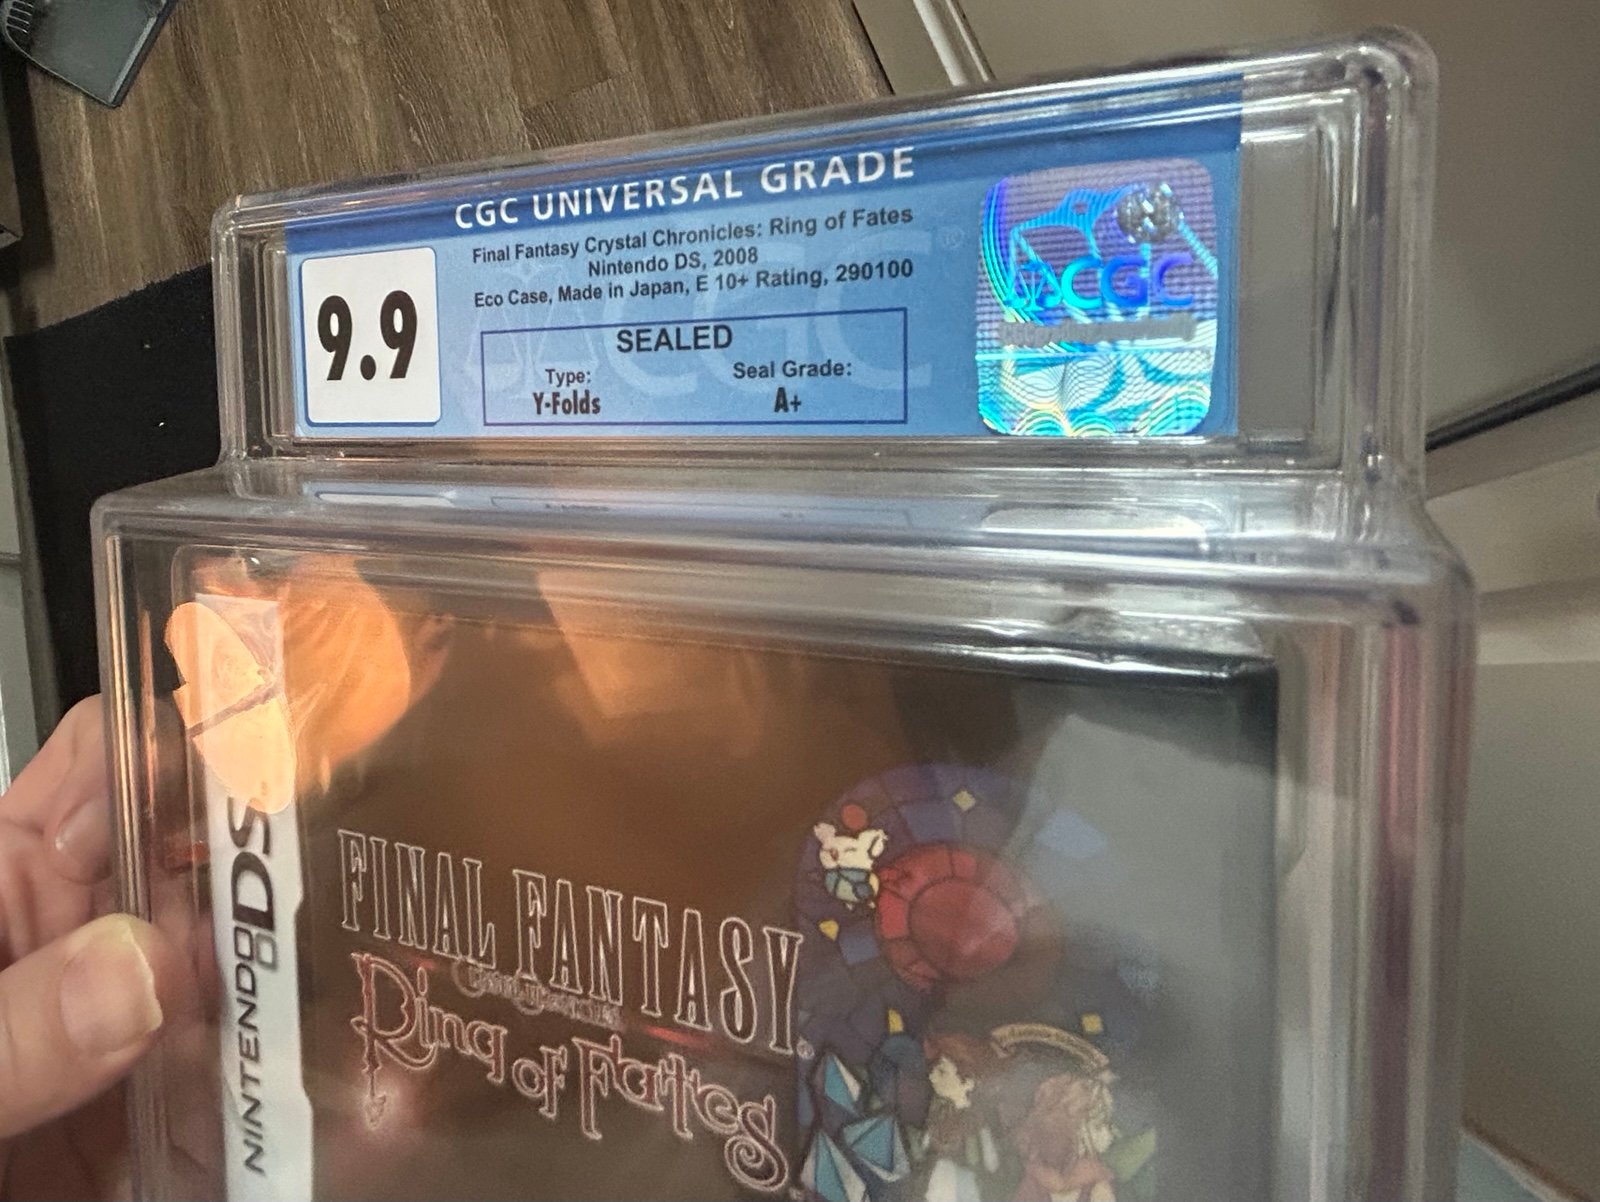 CGC UNIVERSAL GRADE
Final Fantasy Crystal Chronicles: Ring of Fates
Nintendo DS, 2008
Eco Case, Made in Japan, E 10+ Rating, 290100
9.9
SEALED
Type:
Y-Folds
Seal Grade:
A+
CGC
NINTENDO DS
FINAL FANTASY®
Ring of Fates